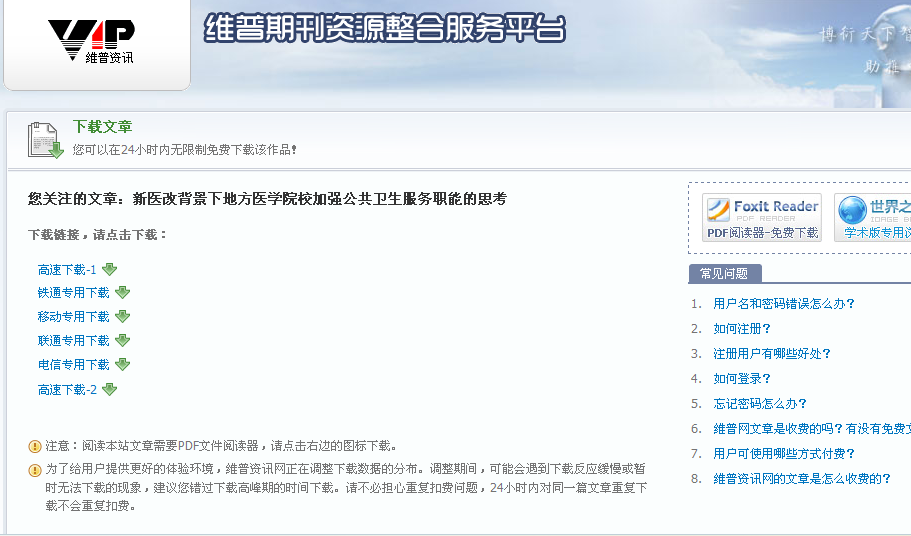 VIP
维普资讯
维普期刊资源整合服务平台
博衍天下智
助推
下载文章
您可以在24小时内无限制免费下载该作品!
您关注的文章：新医改背景下地方医学院校加强公共卫生服务职能的思考
下载链接，请点击下载：
高速下载-1
铁通专用下载
移动专用下载
联通专用下载
电信专用下载
高速下载-2
注意：阅读本站文章需要PDF文件阅读器，请点击右边的图标下载。
为了给用户提供更好的体验环境，维普资讯网正在调整下载数据的分布。调整期间，可能会遇到下载反应缓慢或暂
时无法下载的现象，建议您错过下载高峰期的时间下载。请不必担心重复扣费问题，24小时内对同一篇文章重复下
载不会重复扣费。
Foxit Reader
PDF READER
PDF阅读器-免费下载
世界之
学术版专用
常见问题
1. 用户名和密码错误怎么办？
2. 如何注册？
3. 注册用户有哪些好处？
4. 如何登录？
5. 忘记密码怎么办？
6. 维普网文章是收费的吗？有没有免费文
7. 用户可使用哪些方式付费？
8. 维普资讯网的文章是怎么收费的？